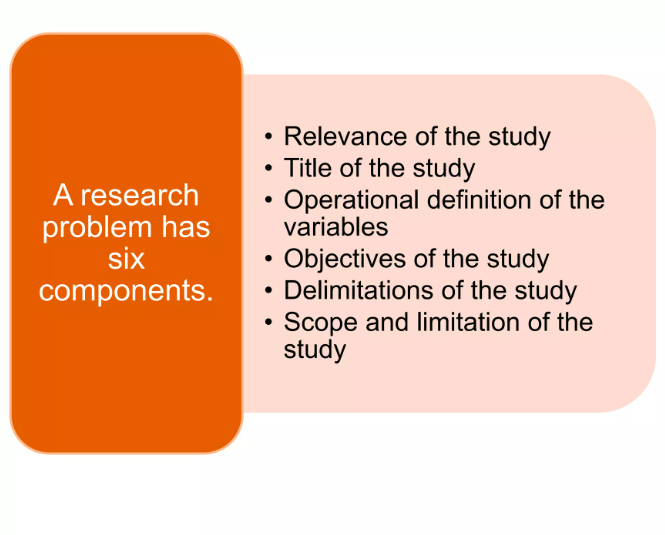 A research
problem has
six
components.
• Relevance of the study
• Title of the study
• Operational definition of the
variables
• Objectives of the study
• Delimitations of the study
• Scope and limitation of the
study